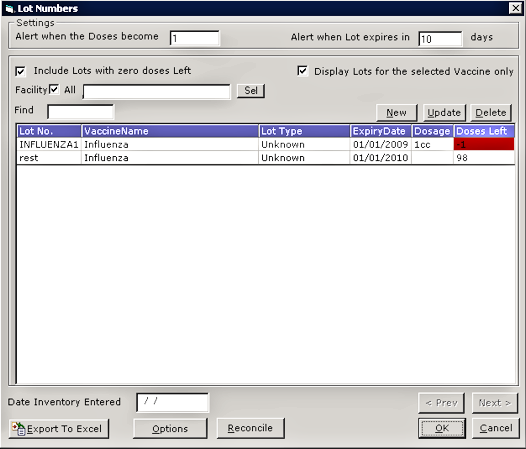 Lot Numbers
Settings
Alert when the Doses become 1 Alert when Lot expires in 10 days
Include Lots with zero doses Left Display Lots for the selected Vaccine only
Facility All Sel
Find New Update Delete
Lot No. VaccineName Lot Type ExpiryDate Dosage Doses Left
INFLUENZA1 Influenza Unknown 01/01/2009 1cc -1
rest Influenza Unknown 01/01/2010 98
Date Inventory Entered / / < Prev Next >
Export To Excel Options Reconcile OK Cancel